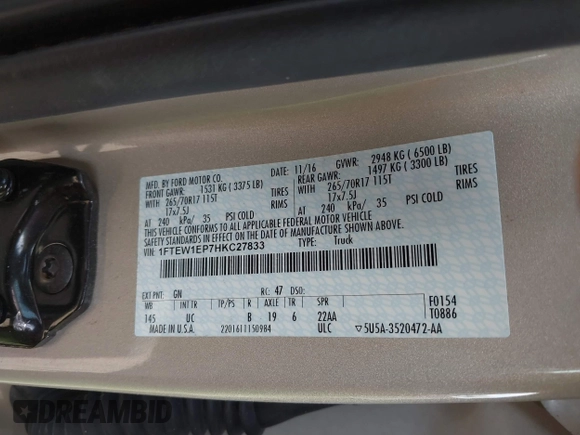 MFD. BY FORD MOTOR CO. 11/16 GVWR: 2948 KG ( 6500 LB)
FRONT GAWR: 1531 KG ( 3375 LB) REAR GAWR: 1497 KG ( 3300 LB)
WITH 265/70R17 115T TIRES WITH 265/70R17 115T TIRES
17x7.5J RIMS 17x7.5J RIMS
AT 240 kPa/ 35 PSI COLD AT 240 kPa/ 35 PSI COLD
THIS VEHICLE CONFORMS TO ALL APPLICABLE FEDERAL MOTOR VEHICLE
SAFETY STANDARDS IN EFFECT ON THE DATE OF MANUFACTURE SHOWN ABOVE.
VIN: 1FTEW1EP7HKC27833 TYPE: Truck
EXT PNT: GN RC: 47 DSO: F0154
WB INT TR TP/PS R AXLE TR SPR T0886
145 UC B 19 6 22AA
MADE IN U.S.A. 2201611150984 ULC ▽5U5A-3520472-AA
DREAMBID